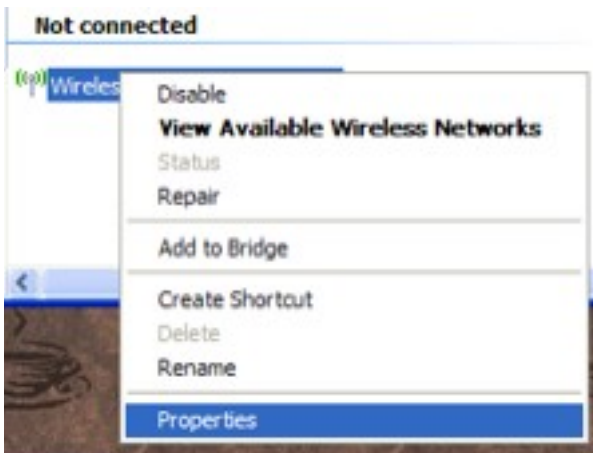 Not connected
Wireles
Disable
View Available Wireless Networks
Status
Repair
Add to Bridge
Create Shortcut
Delete
Rename
Properties